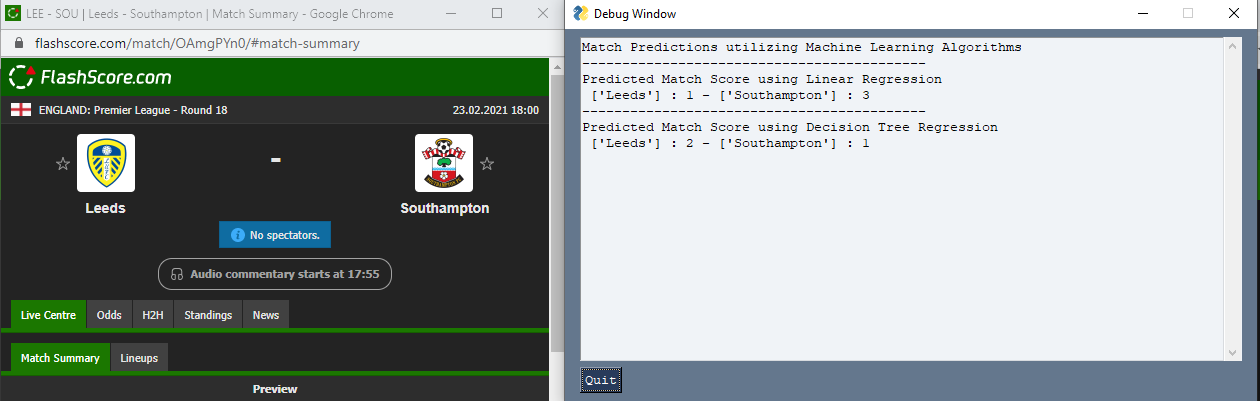 LEE - SOU | Leeds - Southampton | Match Summary - Google Chrome
flashscore.com/match/OAmgPYn0/#match-summary
FlashScore.com
ENGLAND: Premier League - Round 18
23.02.2021 18:00
-
Leeds
Southampton
No spectators.
Audio commentary starts at 17:55
Live Centre Odds H2H Standings News
Match Summary Lineups
Preview
Debug Window
Match Predictions utilizing Machine Learning Algorithms
-------------------------------------------
Predicted Match Score using Linear Regression
['Leeds'] : 1 - ['Southampton'] : 3
-------------------------------------------
Predicted Match Score using Decision Tree Regression
['Leeds'] : 2 - ['Southampton'] : 1
Quit